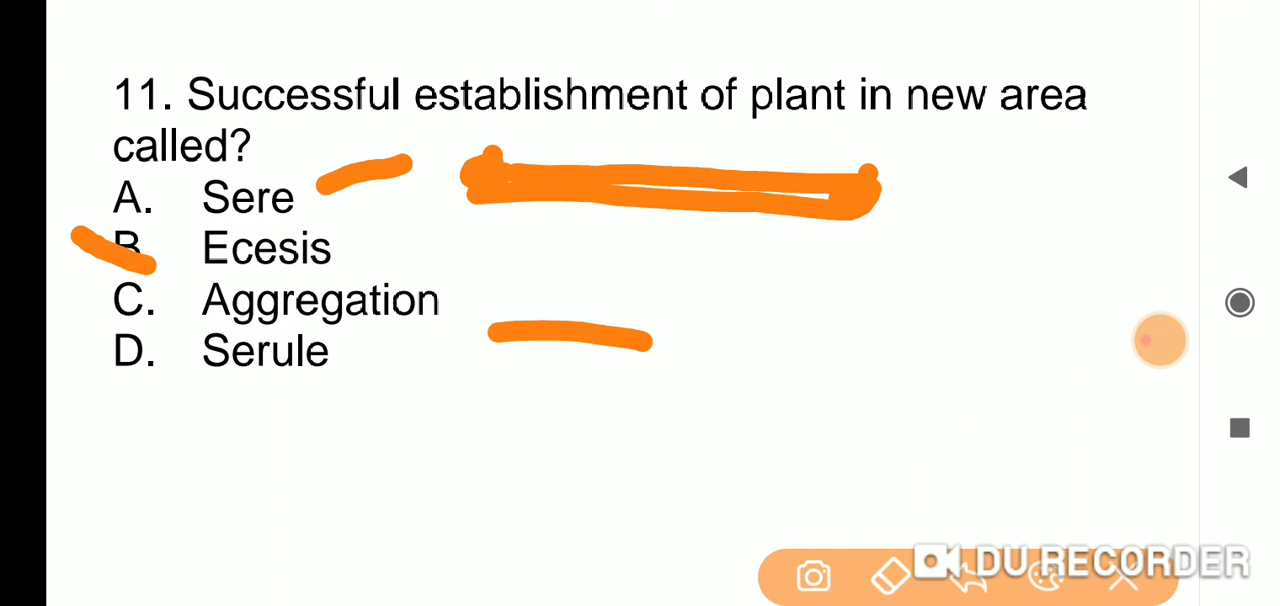 11. Successful establishment of plant in new area
called?
A. Sere
B. Ecesis
C. Aggregation
D. Serule
DU RECORDER